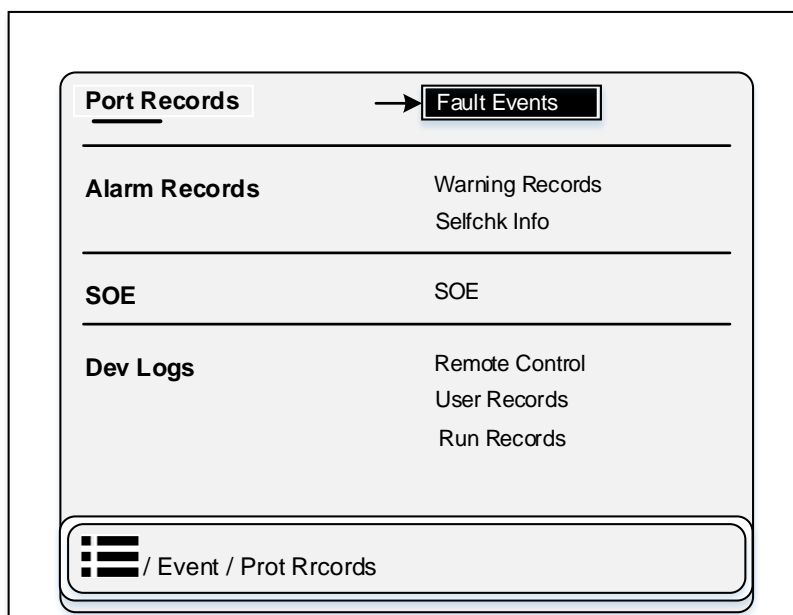 Port Records
Fault Events
Alarm Records
Warning Records
Selfchk Info
SOE
SOE
Dev Logs
Remote Control
User Records
Run Records
/ Event / Prot Rrcords